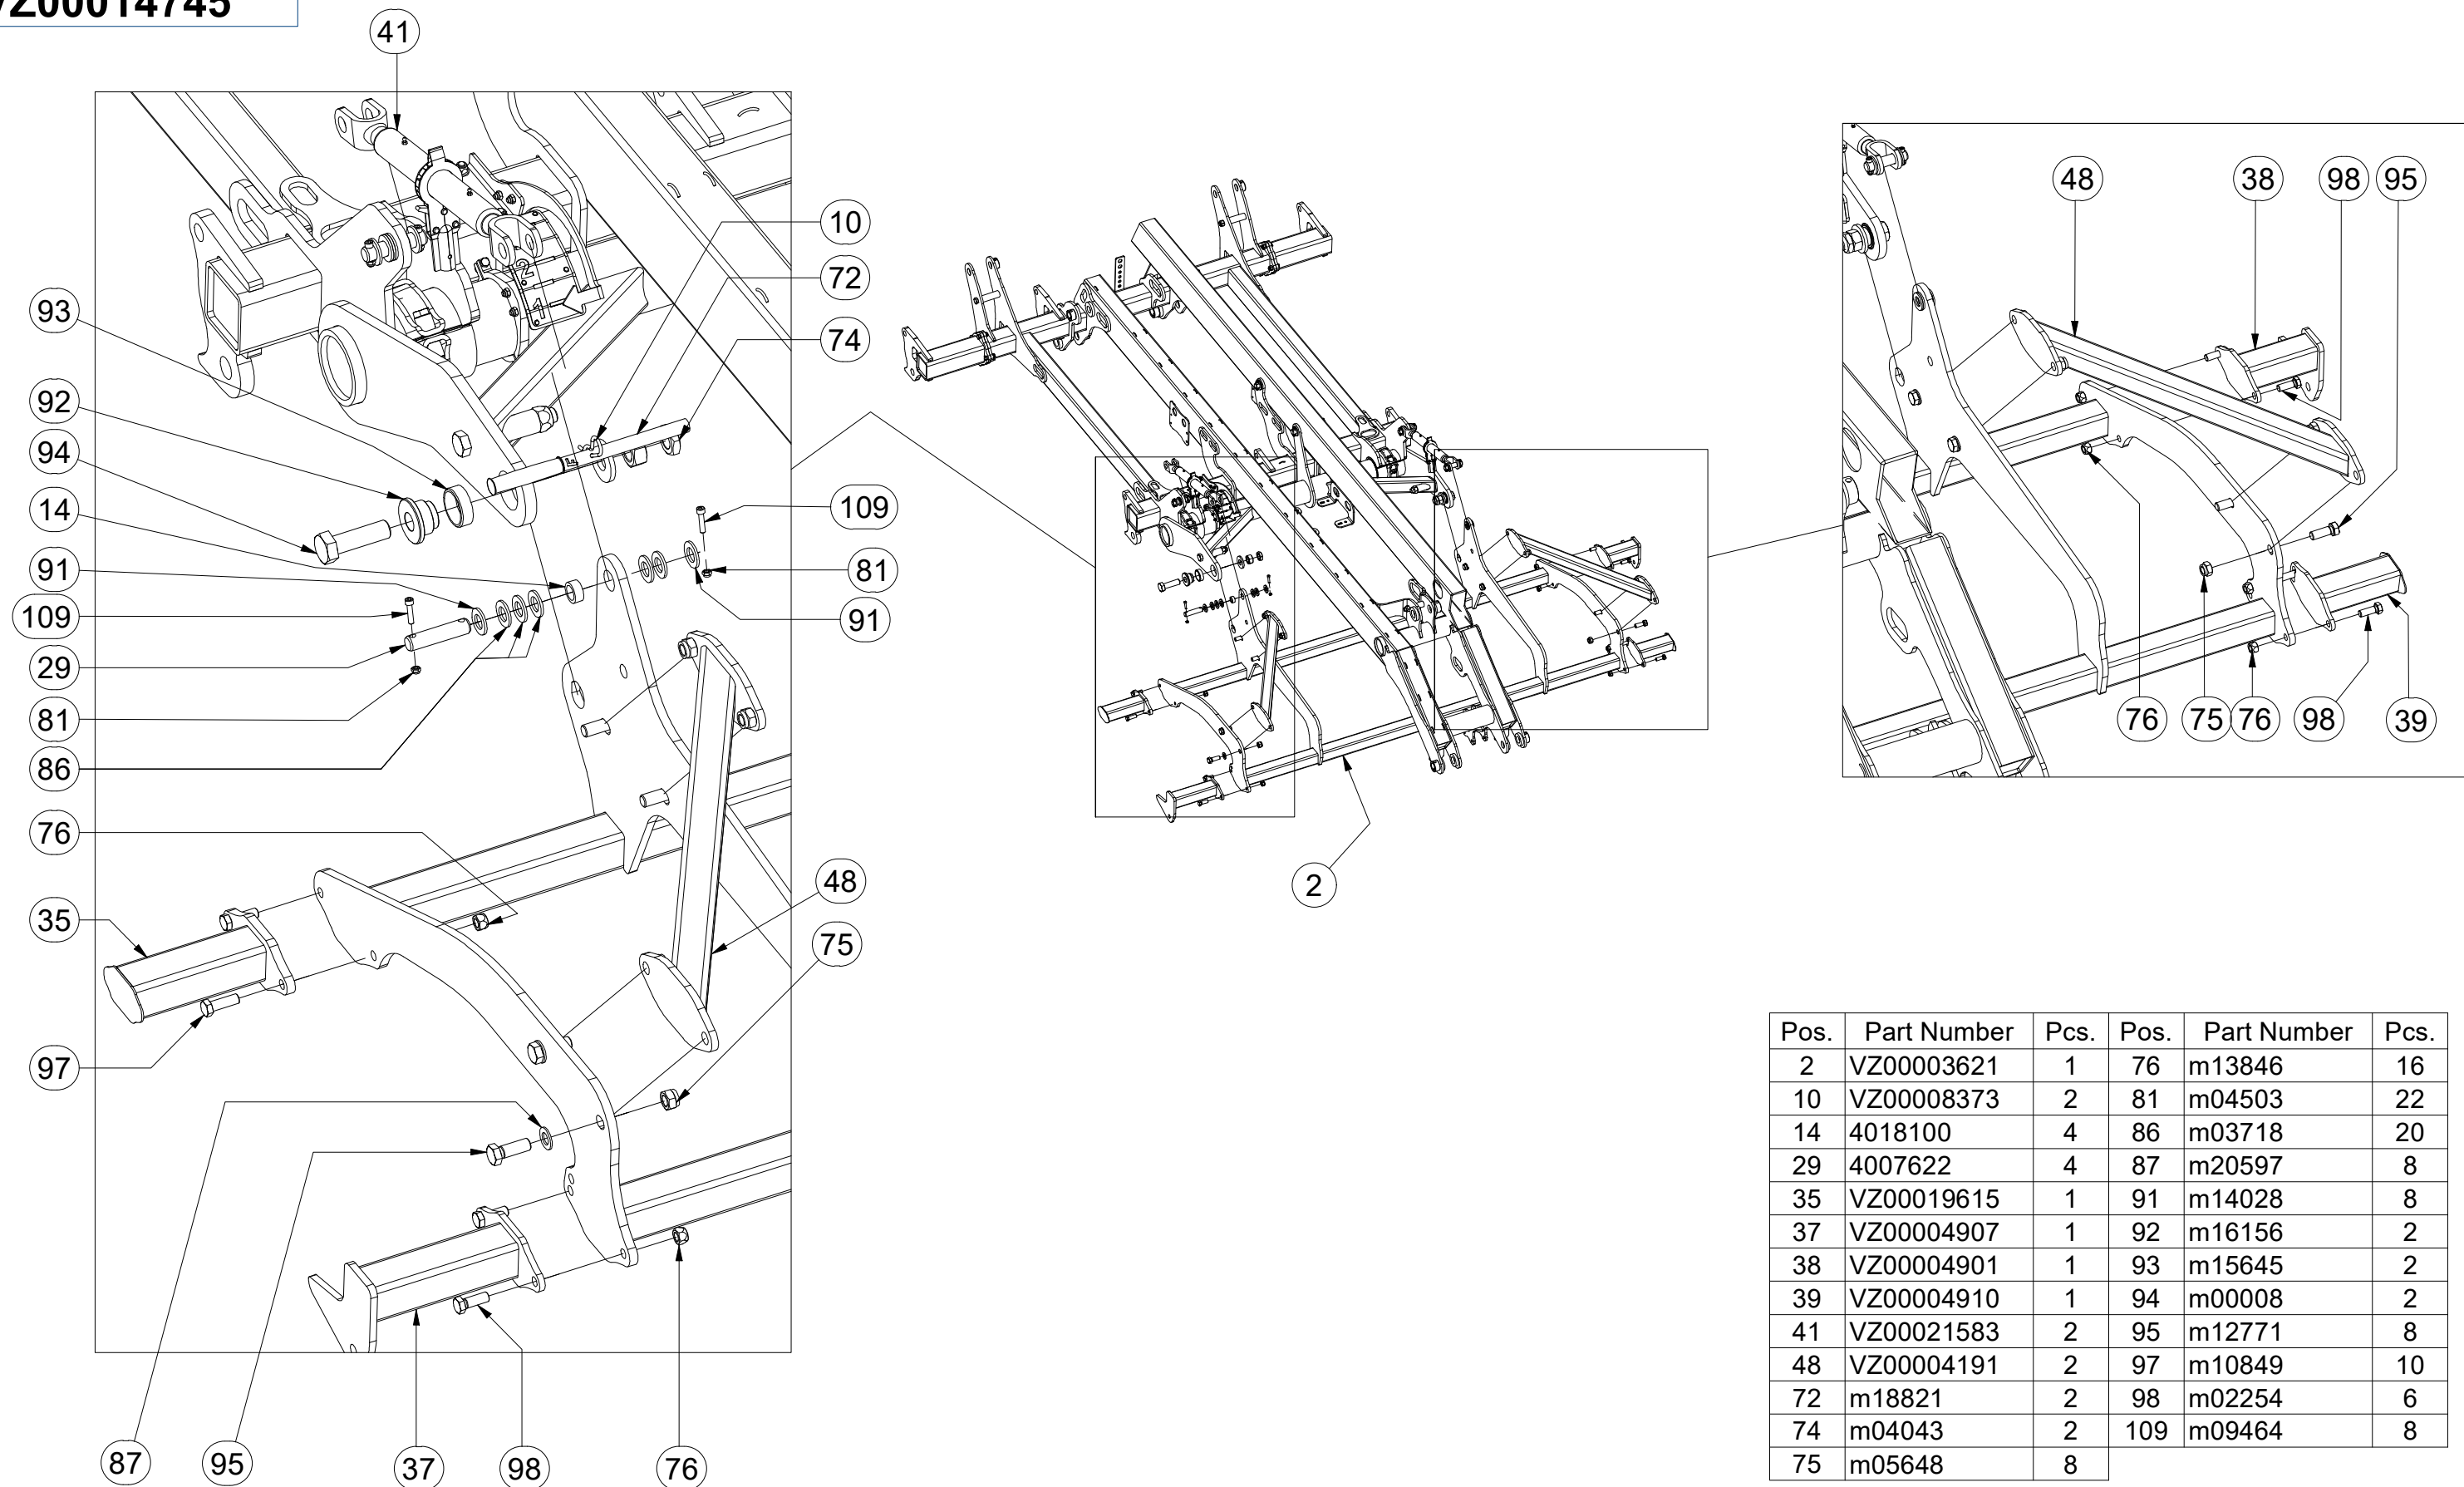 VZ00014745
41
10
72
74
93
92
94
14
91
109
29
81
86
76
35
97
109
81
91
48
75
87
95
37
98
76
2
1
2
48
38
98
95
76
75
76
98
39
Pos. Part Number Pcs. Pos. Part Number Pcs.
2 VZ00003621 1 76 m13846 16
10 VZ00008373 2 81 m04503 22
14 4018100 4 86 m03718 20
29 4007622 4 87 m20597 8
35 VZ00019615 1 91 m14028 8
37 VZ00004907 1 92 m16156 2
38 VZ00004901 1 93 m15645 2
39 VZ00004910 1 94 m00008 2
41 VZ00021583 2 95 m12771 8
48 VZ00004191 2 97 m10849 10
72 m18821 2 98 m02254 6
74 m04043 2 109 m09464 8
75 m05648 8